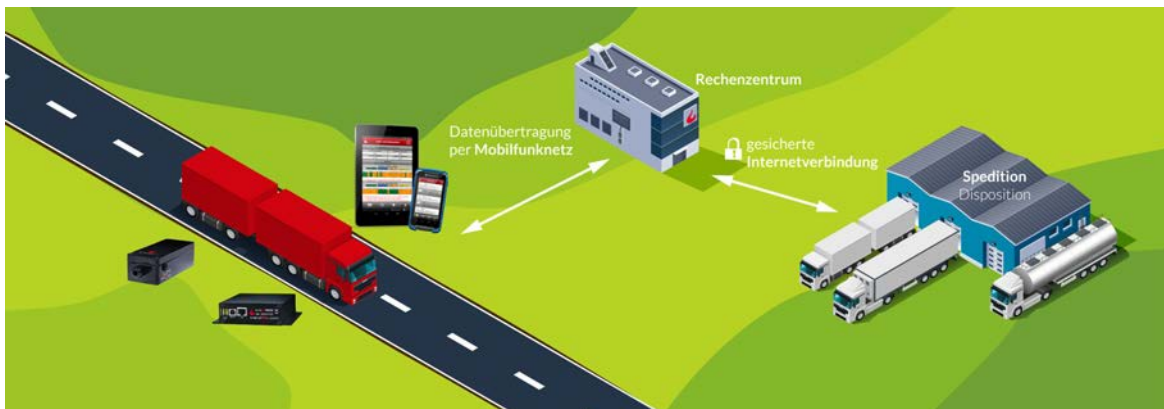 Rechenzentrum
Datenübertragung
per Mobilfunknetz
gesicherte
Internetverbindung
Spedition
Disposition